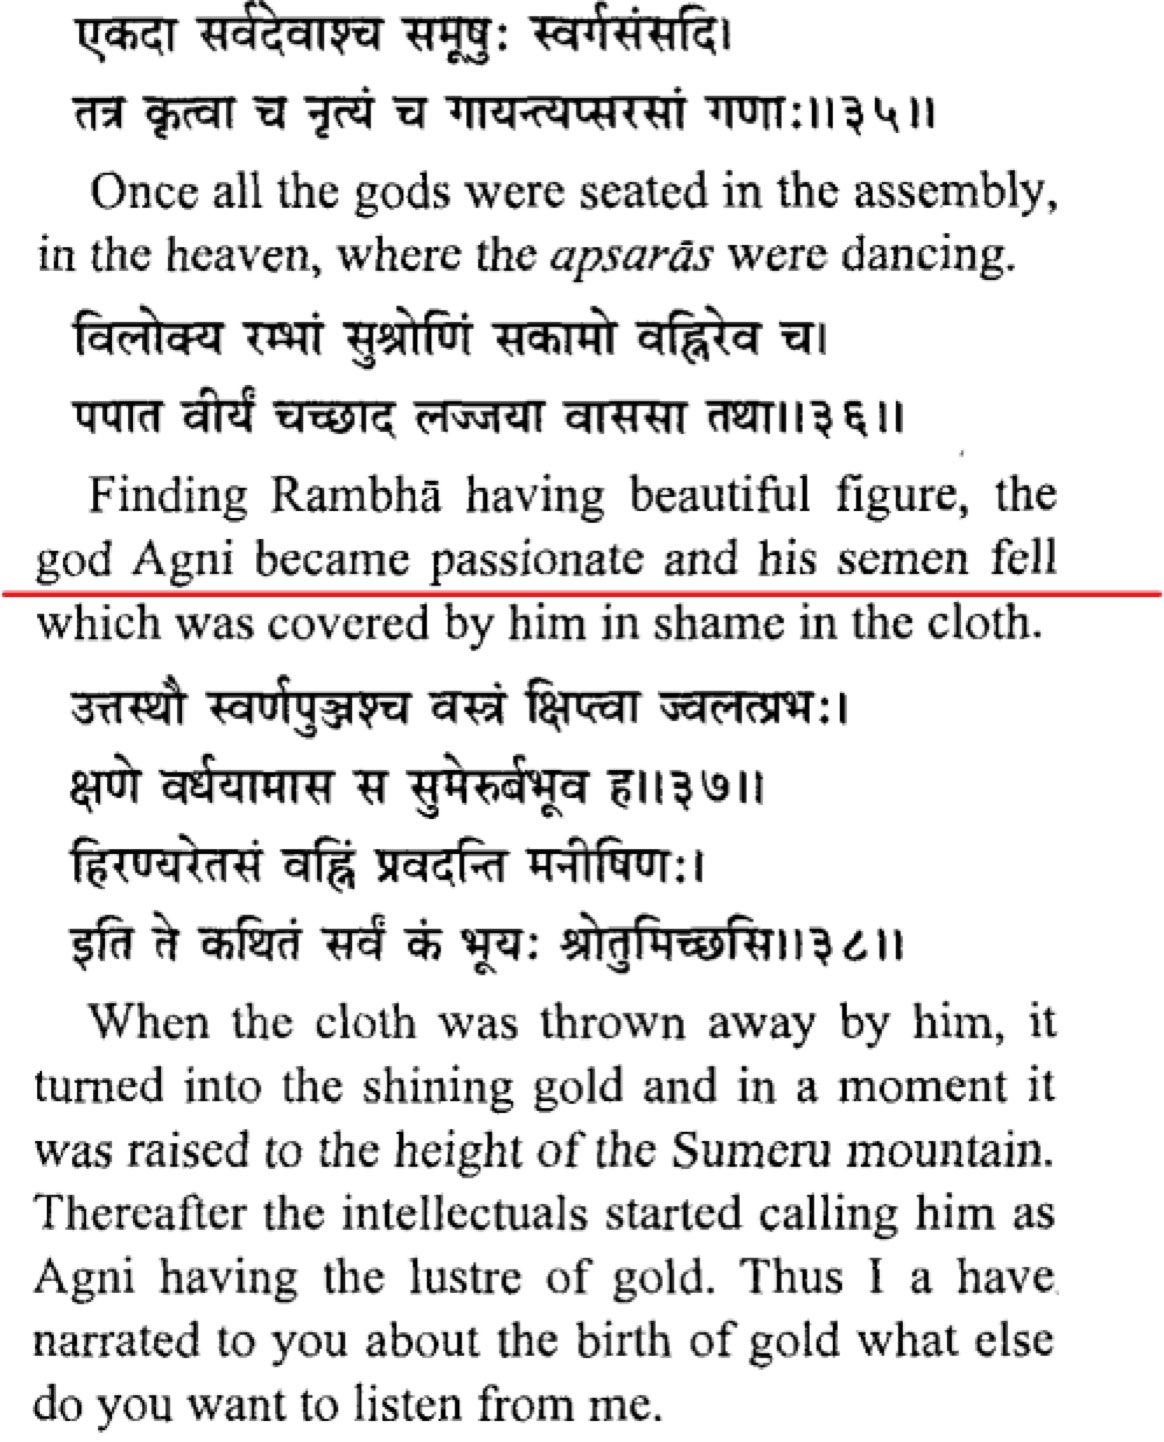 एकदा सर्वदेवाश्च समूषुः स्वर्गसंसदि।
तत्र कृत्वा च नृत्यं च गायन्त्यप्सरसां गणाः।।३५।।
Once all the gods were seated in the assembly,
in the heaven, where the apsarās were dancing.
विलोक्य रम्भां सुश्रोणिं सकामो वह्निरेव च।
पपात वीर्यं चच्छाद लज्जया वाससा तथा।।३६।।
Finding Rambhā having beautiful figure, the
god Agni became passionate and his semen fell
which was covered by him in shame in the cloth.
उत्तस्थौ स्वर्णपुञ्जश्च वस्त्रं क्षिप्त्वा ज्वलत्प्रभः।
क्षणे वर्धयामास स सुमेरुर्बभूव ह।।३७।।
हिरण्यरेतसं वह्निं प्रवदन्ति मनीषिणः।
इति ते कथितं सर्वं कं भूयः श्रोतुमिच्छसि।।३८।।
When the cloth was thrown away by him, it
turned into the shining gold and in a moment it
was raised to the height of the Sumeru mountain.
Thereafter the intellectuals started calling him as
Agni having the lustre of gold. Thus I a have
narrated to you about the birth of gold what else
do you want to listen from me.